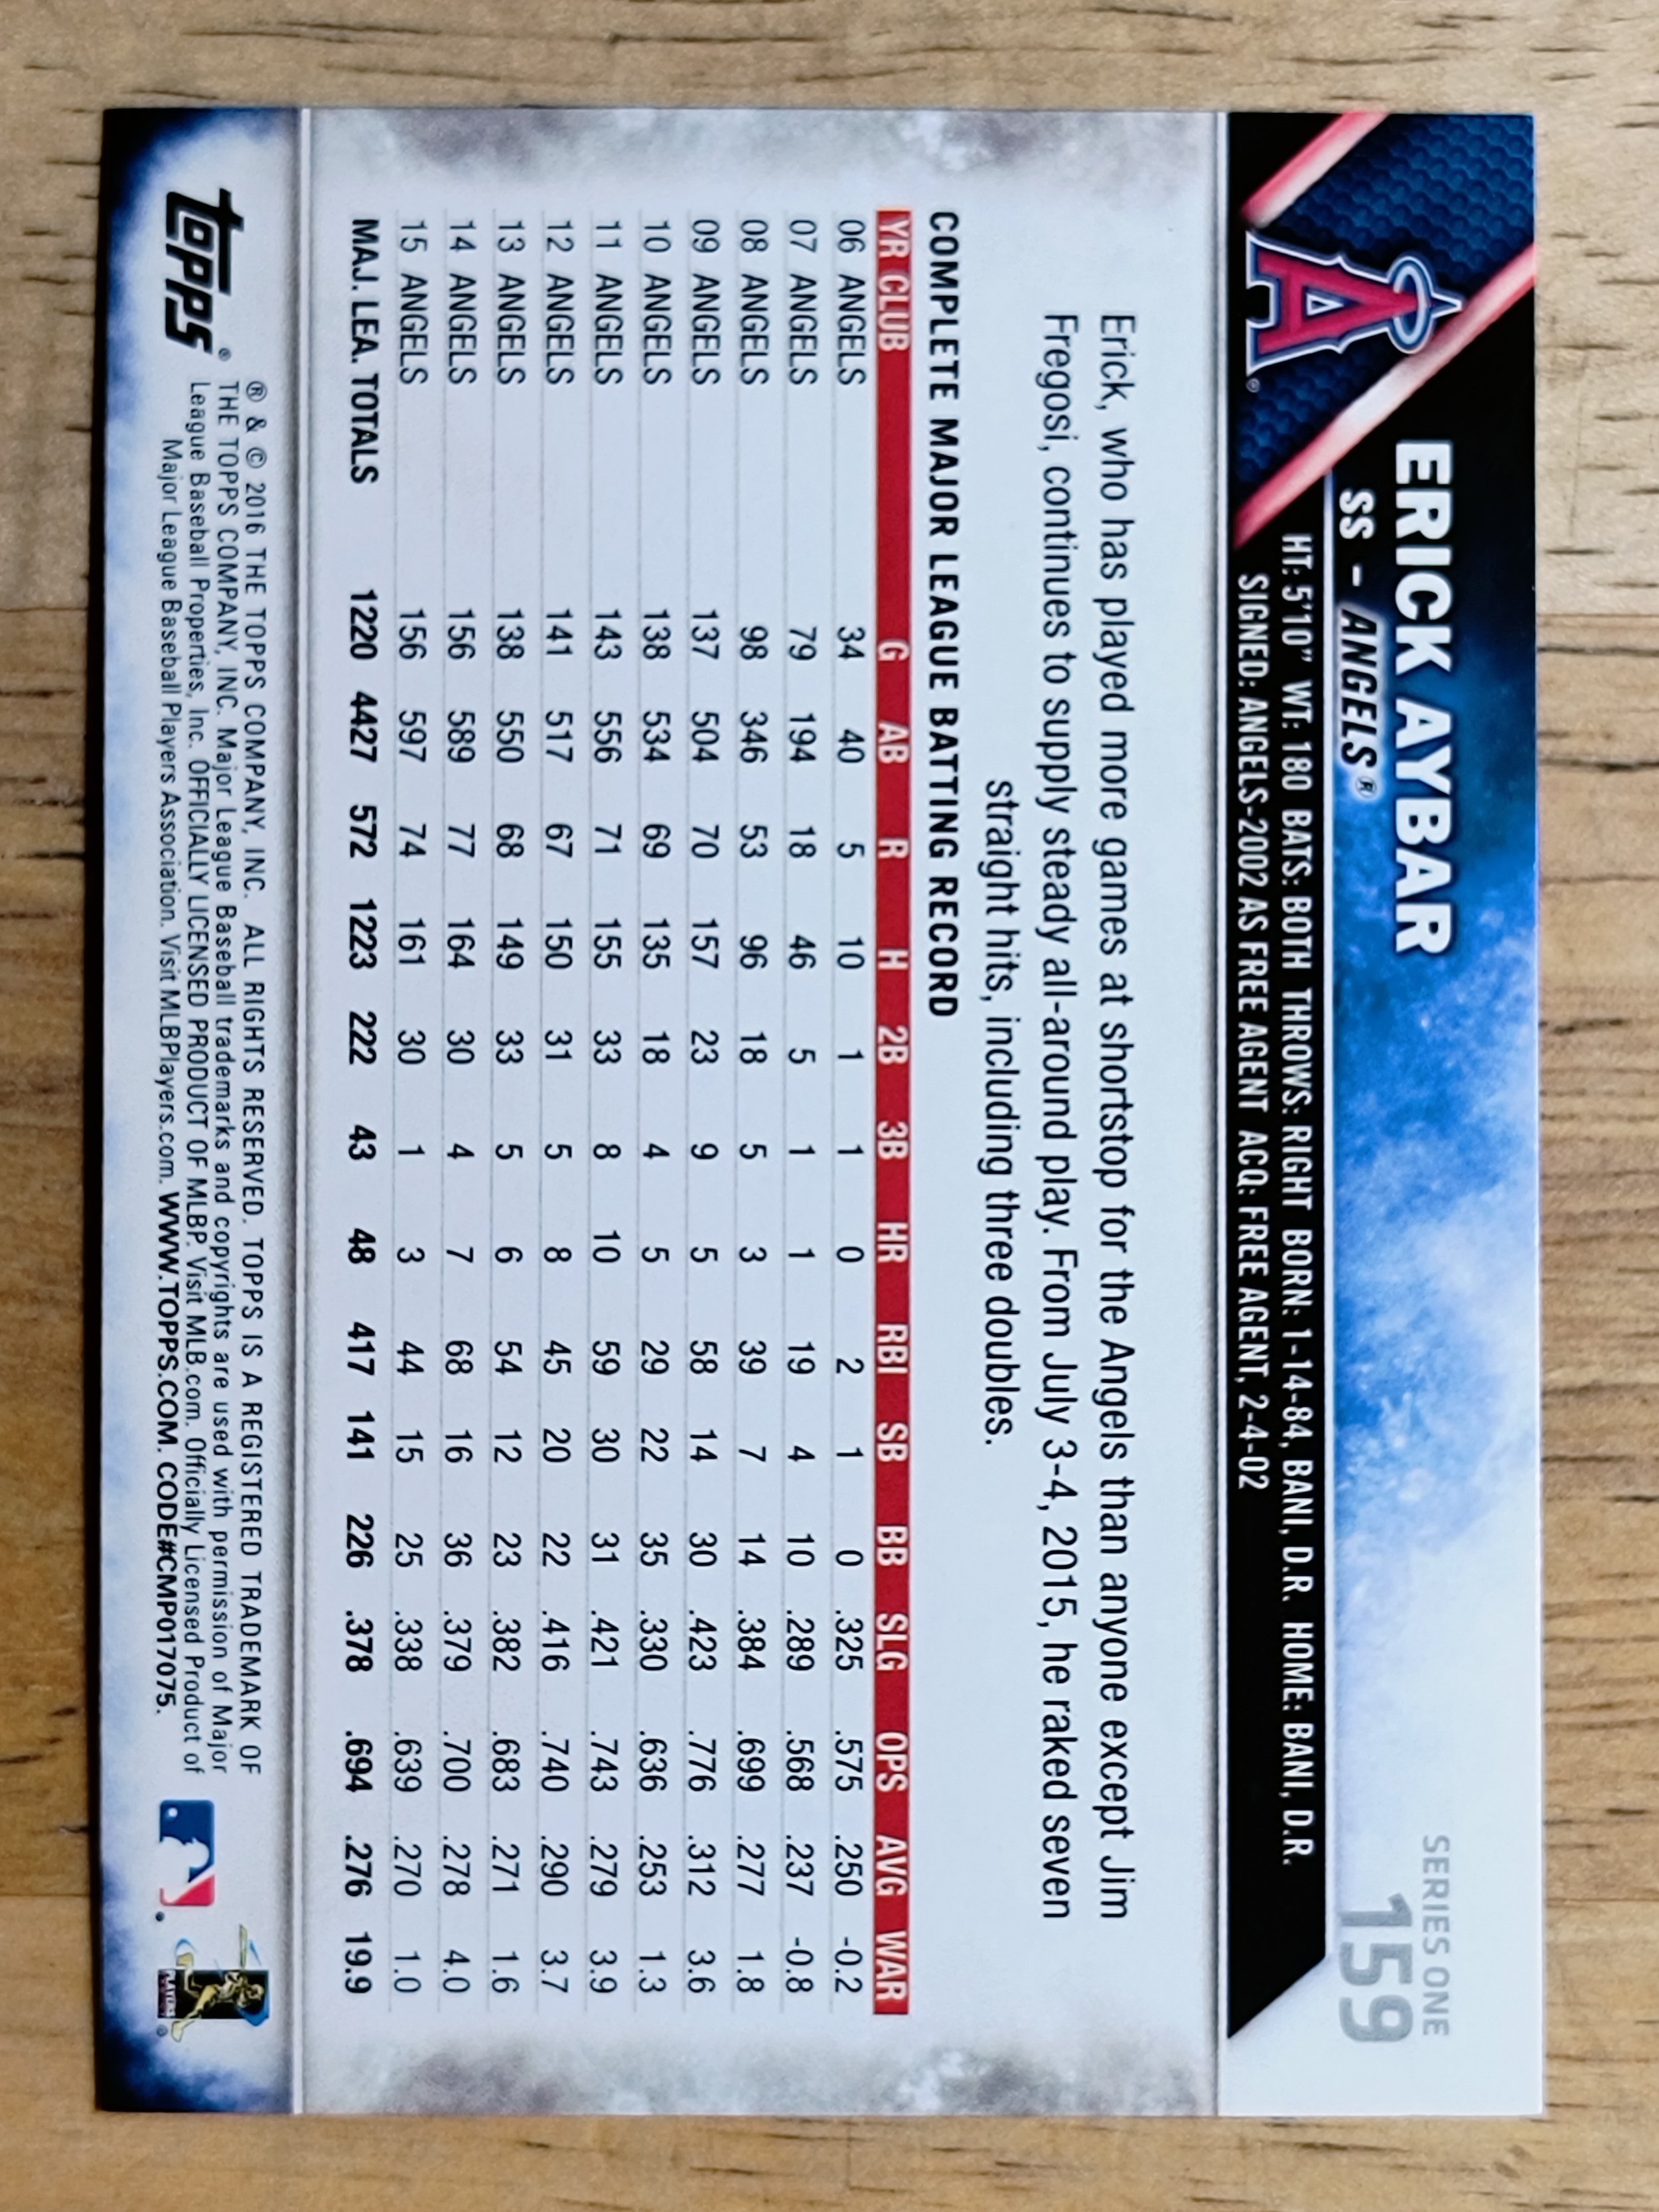 SERIES ONE
159
ERICK AYBAR
SS - ANGELS®
A®
HT: 5'10" WT: 180 BATS: BOTH THROWS: RIGHT BORN: 1-14-84, BANI, D.R. HOME: BANI, D.R.
SIGNED: ANGELS-2002 AS FREE AGENT ACQ: FREE AGENT, 2-4-02
Erick, who has played more games at shortstop for the Angels than anyone except Jim
Fregosi, continues to supply steady all-around play. From July 3-4, 2015, he raked seven
straight hits, including three doubles.
COMPLETE MAJOR LEAGUE BATTING RECORD
YR CLUB G AB R H 2B 3B HR RBI SB BB SLG OPS AVG WAR
06 ANGELS 34 40 5 10 1 1 0 2 1 0 .325 .575 .250 -0.2
07 ANGELS 79 194 18 46 5 1 1 19 4 10 .289 .568 .237 -0.8
08 ANGELS 98 346 53 96 18 5 3 39 7 14 .384 .699 .277 1.8
09 ANGELS 137 504 70 157 23 9 5 58 14 30 .423 .776 .312 3.6
10 ANGELS 138 534 69 135 18 4 5 29 22 35 .330 .636 .253 1.3
11 ANGELS 143 556 71 155 33 8 10 59 30 31 .421 .743 .279 3.9
12 ANGELS 141 517 67 150 31 5 8 45 20 22 .416 .740 .290 3.7
13 ANGELS 138 550 68 149 33 5 6 54 12 23 .382 .683 .271 1.6
14 ANGELS 156 589 77 164 30 4 7 68 16 36 .379 .700 .278 4.0
15 ANGELS 156 597 74 161 30 1 3 44 15 25 .338 .639 .270 1.0
MAJ. LEA. TOTALS 1220 4427 572 1223 222 43 48 417 141 226 .378 .694 .276 19.9
topps®
® & © 2016 THE TOPPS COMPANY, INC. ALL RIGHTS RESERVED. TOPPS IS A REGISTERED TRADEMARK OF
THE TOPPS COMPANY, INC. Major League Baseball trademarks and copyrights are used with permission of Major
League Baseball Properties, Inc. OFFICIALLY LICENSED PRODUCT OF MLBP. Visit MLB.com. Officially Licensed Product of
Major League Baseball Players Association. Visit MLBPlayers.com. WWW.TOPPS.COM. CODE#CMP017075.
PLAYERS